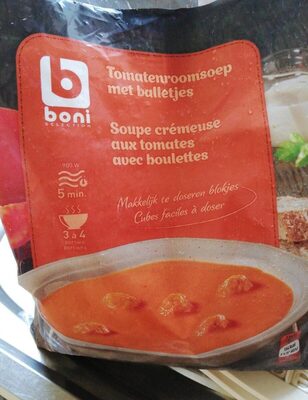 boni
SELECTION
Tomatenroomsoep
met balletjes
Soupe crémeuse
aux tomates
avec boulettes
900 W
5 min.
3 à 4
Makkelijk te doseren blokjes
Cubes faciles à doser